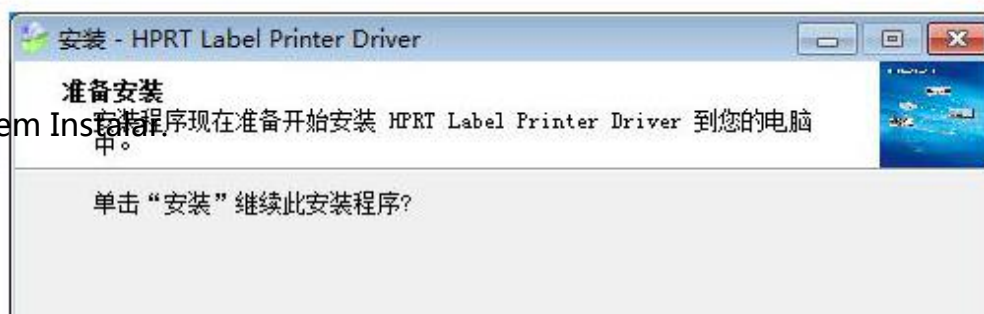 安装 - HPRT Label Printer Driver
准备安装
em Instalar.
安装程序现在准备开始安装 HPRT Label Printer Driver 到您的电脑
中。
单击“安装”继续此安装程序?